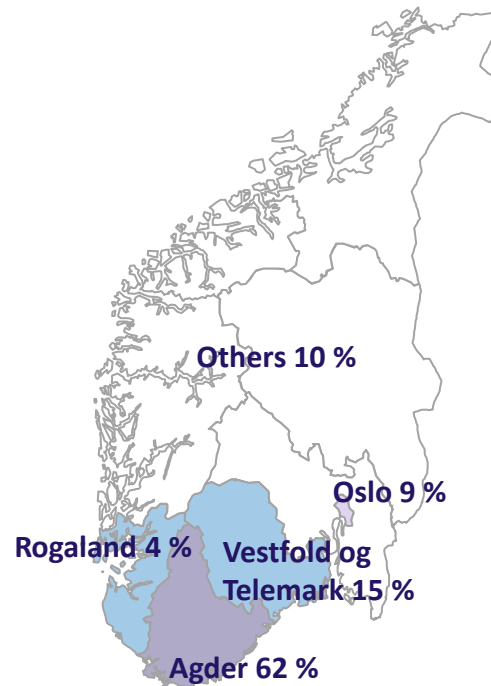 Others 10 %
Oslo 9 %
Rogaland 4 %
Vestfold og
Telemark 15 %
Agder 62 %